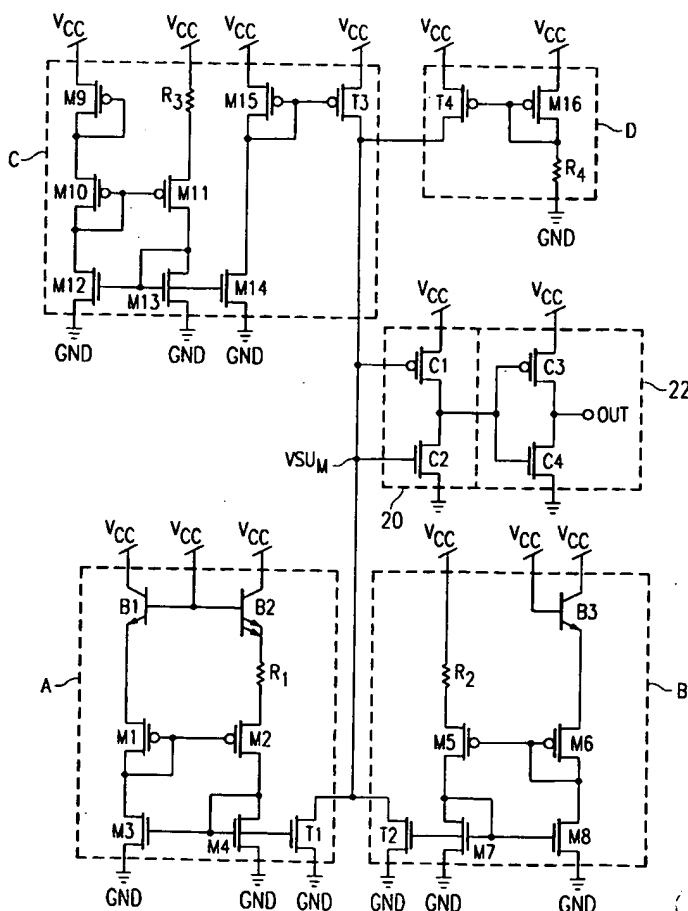 VCC VCC VCC VCC VCC VCC
M9 R3 M15 T3 T4 M16
C D
M10 M11 R4
GND
M12 M13 M14
VCC VCC
GND GND GND
C1 C3
22
OUT
VSUM C2 C4
20
VCC VCC VCC VCC VCC VCC
B1 B2 B3
A R1 R2 B
M1 M2 M5 M6
M3 M4 T1 T2 M7 M8
GND GND GND GND GND GND